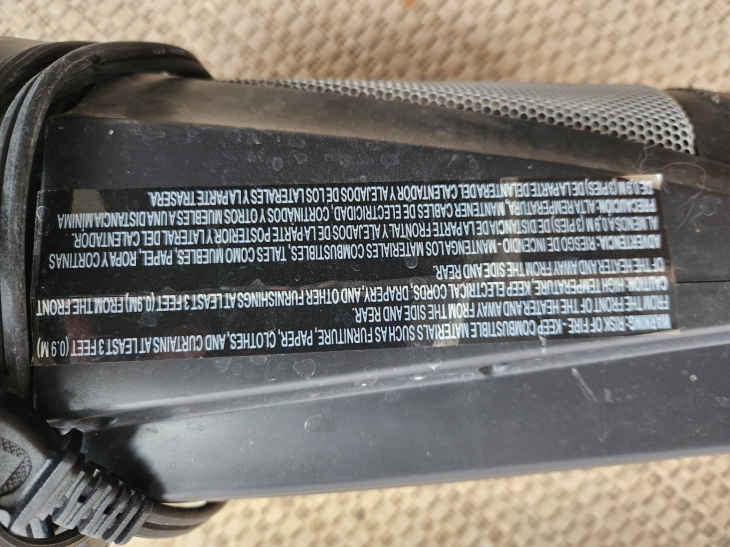 WARNING: RISK OF FIRE -KEEP COMBUSTIBLE MATERIALS SUCH AS FURNITURE, PAPER, CLOTHES, AND CURTAINS AT LEAST 3 FEET (0.9 M)
FROM THE FRONT OF THE HEATER AND AWAY FROM THE SIDE AND REAR.
CAUTION: HIGH TEMPERATURE. KEEP ELECTRICAL CORDS, DRAPERY, AND OTHER FURNISHINGS AT LEAST 3 FEET (0.9M) FROM THE FRONT
OF THE HEATER AND AWAY FROM THE SIDE AND REAR.
ADVERTENCIA: RIESGO DE INCENDIO - MANTENGA LOS MATERIALES COMBUSTIBLES, TALES COMO MUEBLES, PAPEL, ROPA Y CORTINAS
AL MENOS A 0.9 M (3 PIES) DE LA PARTE FRONTAL DE LA PARTE POSTERIOR Y LATERAL DEL CALENTADOR.
PRECAUCIÓN: ALTA TEMPERATURA. MANTENER CABLES DE ELECTRICIDAD, CORTINADOS Y OTROS MUEBLES A UNA DISTANCIA MÍNIMA
DE 0.9 M (3 PIES) DE LA PARTE DELANTERA DEL CALENTADOR Y ALEJADOS DE LOS LATERALES Y LA PARTE TRASERA.